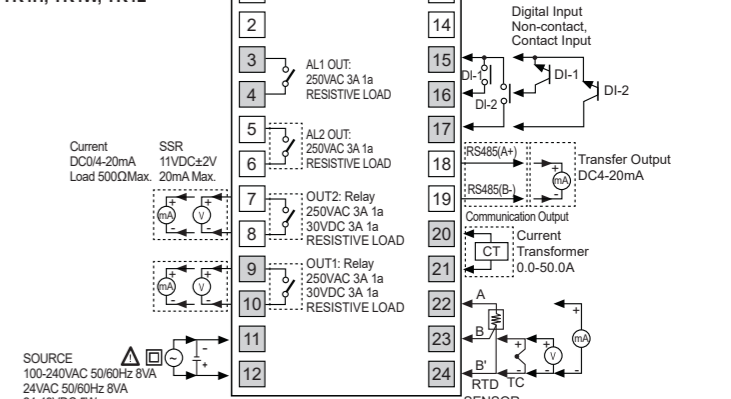 2
3
4
AL1 OUT:
250VAC 3A 1a
RESISTIVE LOAD
5
6
AL2 OUT:
250VAC 3A 1a
RESISTIVE LOAD
Current
DC0/4-20mA
Load 500ΩMax.
SSR
11VDC±2V
20mA Max.
mA
+
-
V
+
-
7
8
OUT2: Relay
250VAC 3A 1a
30VDC 3A 1a
RESISTIVE LOAD
mA
+
-
V
+
-
9
10
OUT1: Relay
250VAC 3A 1a
30VDC 3A 1a
RESISTIVE LOAD
11
12
-
+
SOURCE
100-240VAC 50/60Hz 8VA
24VAC 50/60Hz 8VA
14
15
16
17
Digital Input
Non-contact,
Contact Input
DI-1
DI-2
DI-1
DI-2
18
19
RS485(A+)
RS485(B-)
Communication Output
+
mA
-
Transfer Output
DC4-20mA
20
21
CT
Current
Transformer
0.0-50.0A
22
23
24
A
B
B'
RTD
TC
+
-
+
V
-
+
mA
-
SENSOR